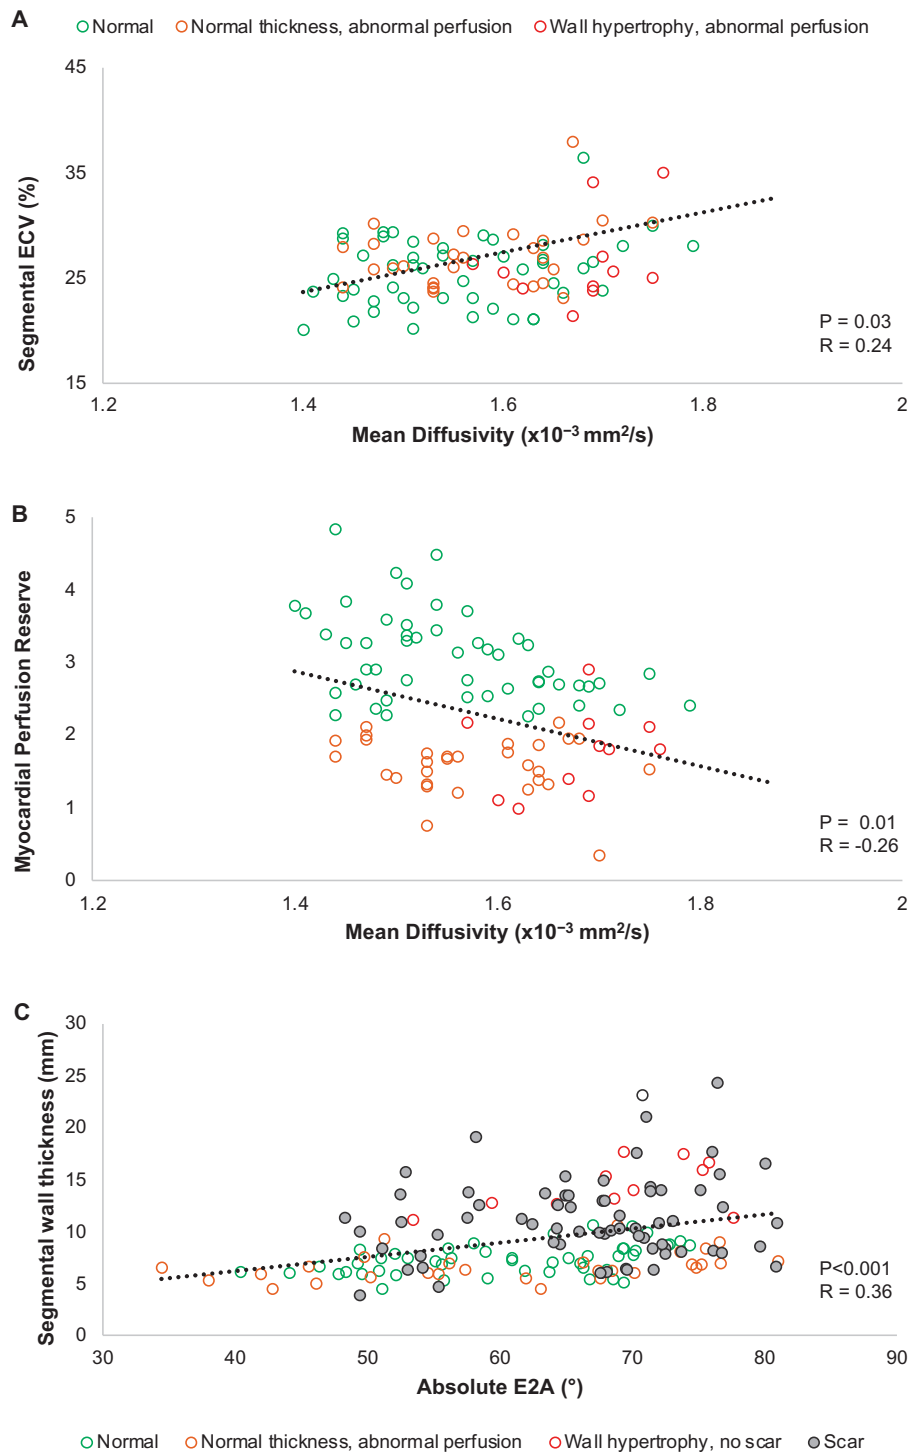 A
Normal Normal thickness, abnormal perfusion Wall hypertrophy, abnormal perfusion
45
35
25
15
Segmental ECV (%)
P = 0.03
R = 0.24
1.2 1.4 1.6 1.8 2
Mean Diffusivity (x10⁻³ mm²/s)
B
5
4
3
2
1
0
Myocardial Perfusion Reserve
P = 0.01
R = -0.26
1.2 1.4 1.6 1.8 2
Mean Diffusivity (x10⁻³ mm²/s)
C
30
25
20
15
10
5
0
Segmental wall thickness (mm)
P<0.001
R = 0.36
30 40 50 60 70 80 90
Absolute E2A (°)
Normal Normal thickness, abnormal perfusion Wall hypertrophy, no scar Scar